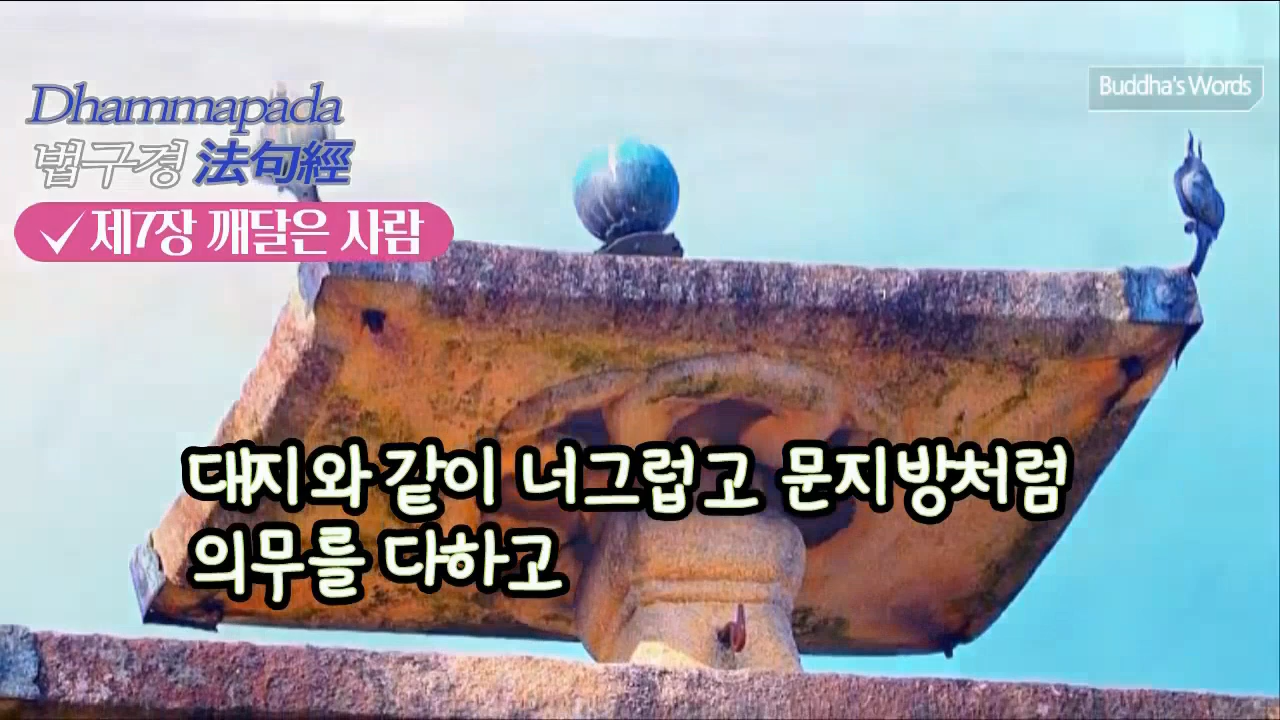 Dhammapada
법구경 法句經
제7장 깨달은 사람
Buddha's Words
대지와 같이 너그럽고 문지방처럼
의무를 다하고